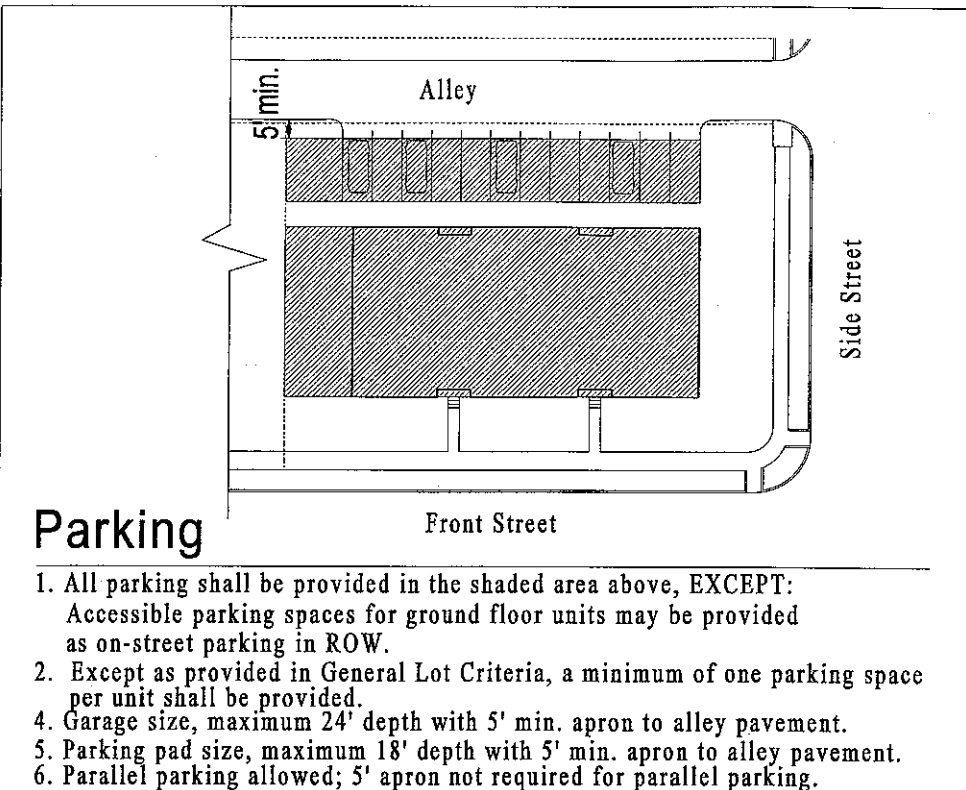 Alley
5' min.
Side Street
Front Street
Parking
1. All parking shall be provided in the shaded area above, EXCEPT:
Accessible parking spaces for ground floor units may be provided
as on-street parking in ROW.
2. Except as provided in General Lot Criteria, a minimum of one parking space
per unit shall be provided.
4. Garage size, maximum 24' depth with 5' min. apron to alley pavement.
5. Parking pad size, maximum 18' depth with 5' min. apron to alley pavement.
6. Parallel parking allowed; 5' apron not required for parallel parking.